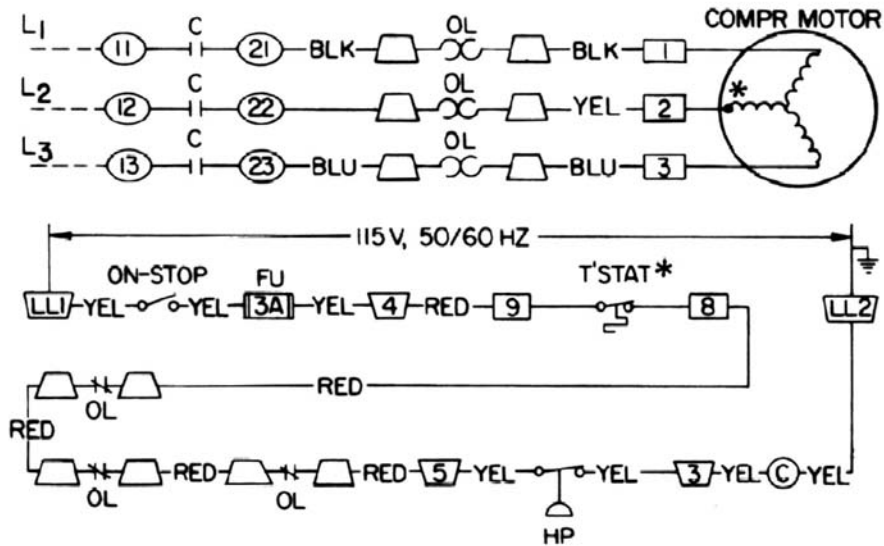 COMPR MOTOR
L1 11 C 21 BLK OL BLK 1
L2 12 C 22 OL YEL 2 *
L3 13 C 23 BLU OL BLU 3
115V, 50/60 HZ
ON-STOP FU T'STAT*
LL1 YEL YEL 3A YEL 4 RED 9 8 LL2
OL RED
RED
OL RED OL RED 5 YEL YEL 3 YEL C YEL
HP